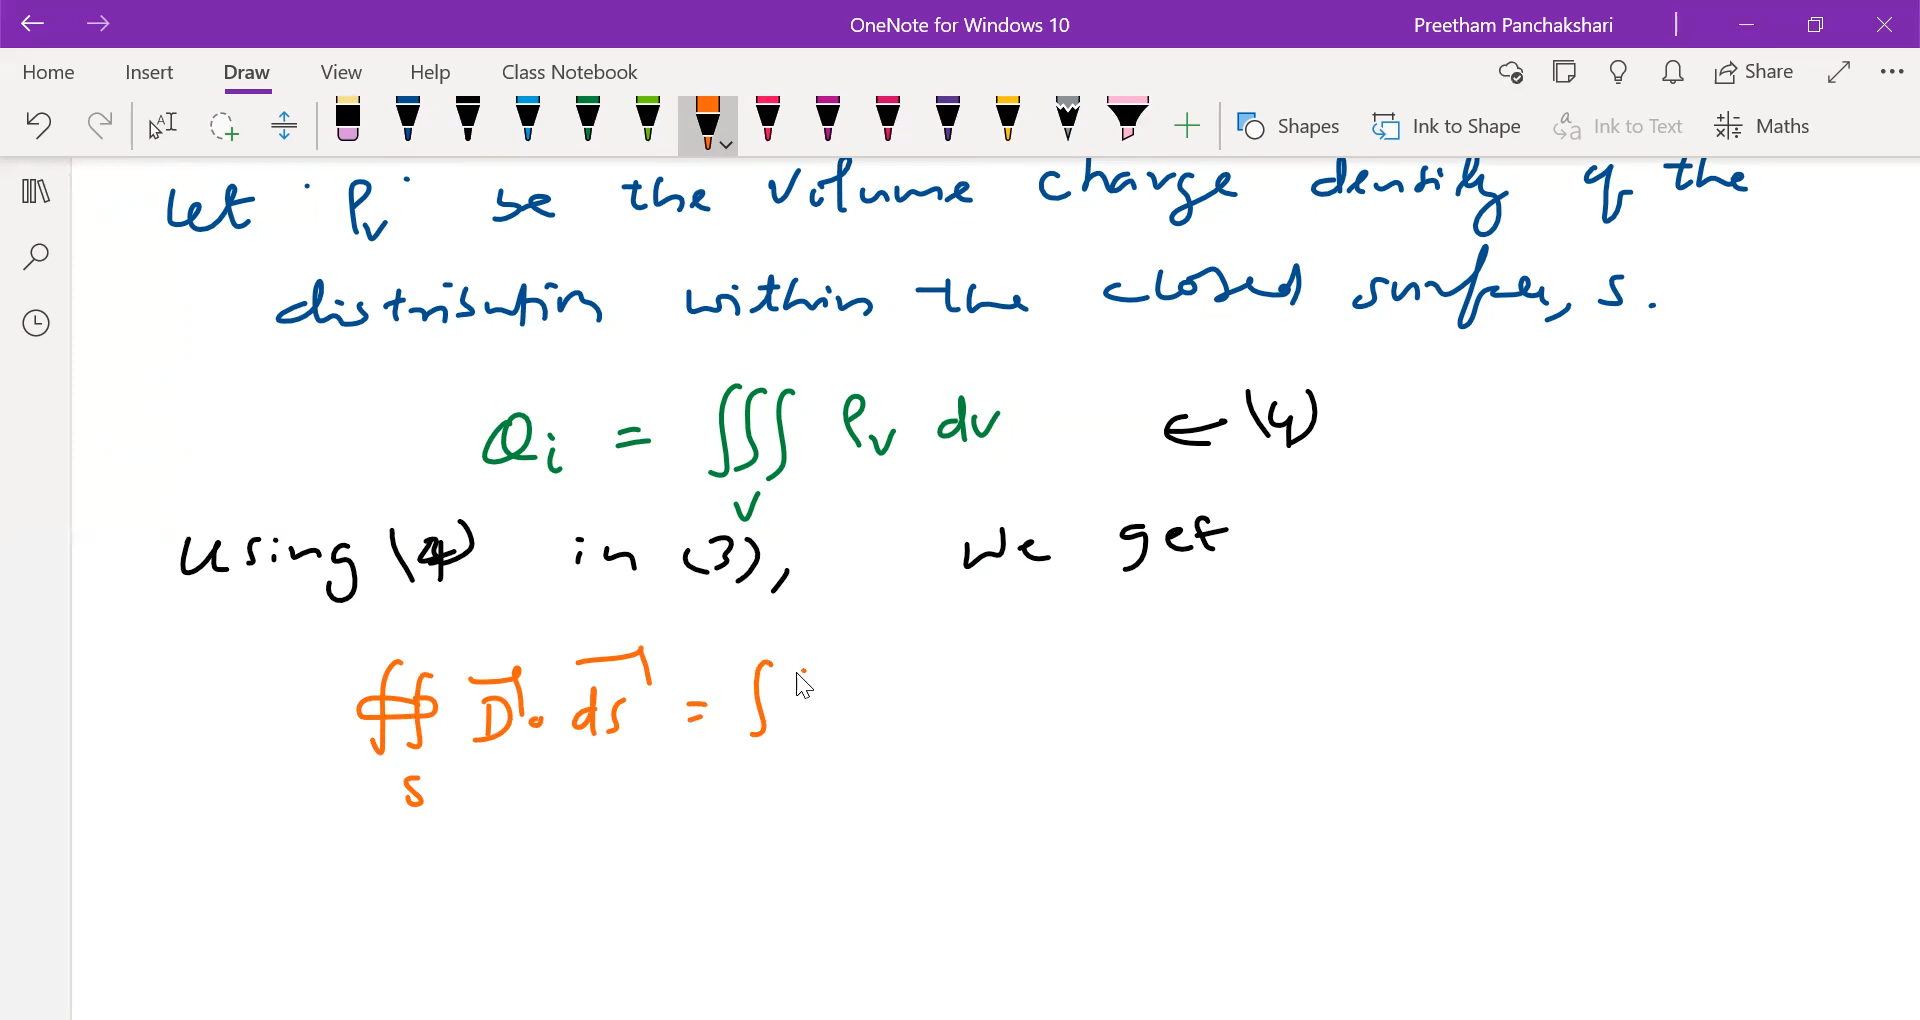 OneNote for Windows 10 Preetham Panchakshari
Home Insert Draw View Help Class Notebook Share
Shapes Ink to Shape Ink to Text Maths
Let 'ρv' be the volume charge density of the
distribution within the closed surface, s.
Qi = ∭v ρv dv ← (4)
Using (4) in (3), we get
∯s D⃗ · ds⃗ = ∫